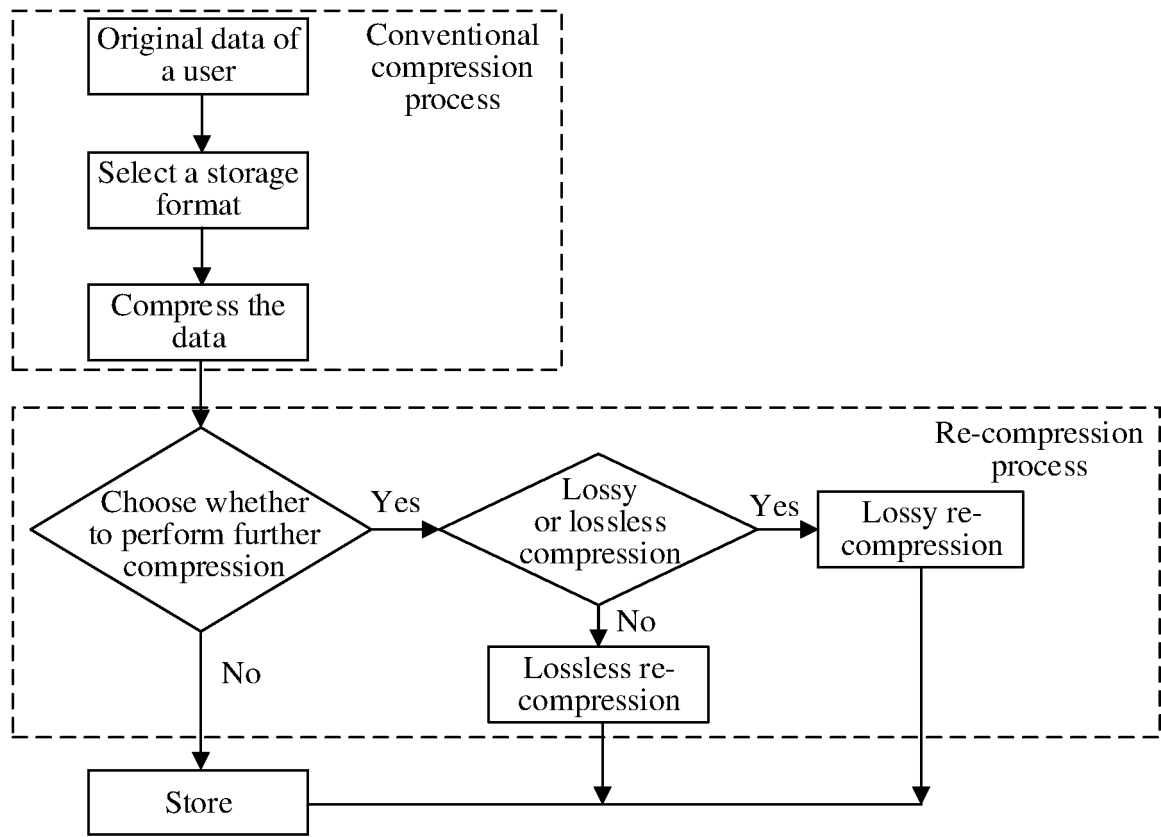 Original data of
a user
Conventional
compression
process
Select a storage
format
Compress the
data
Re-compression
process
Choose whether
to perform further
compression
Yes
Lossy
or lossless
compression
Yes
Lossy re-
compression
No
No
Lossless re-
compression
Store